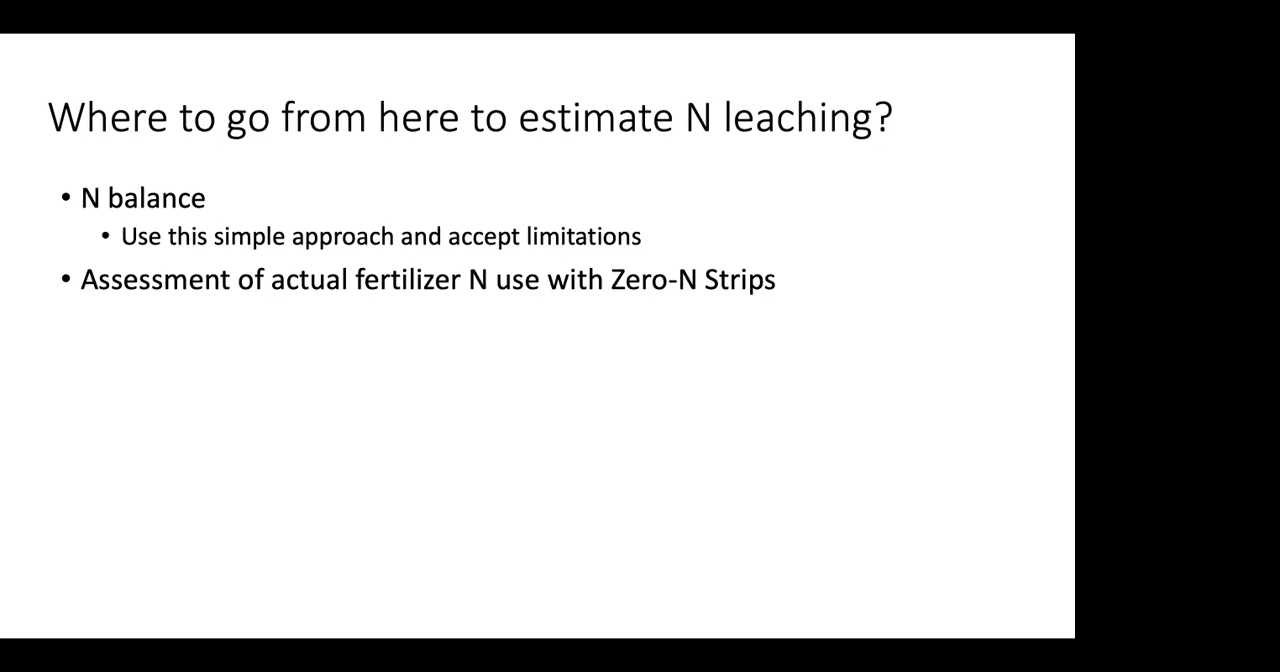 Where to go from here to estimate N leaching?
• N balance
• Use this simple approach and accept limitations
• Assessment of actual fertilizer N use with Zero-N Strips